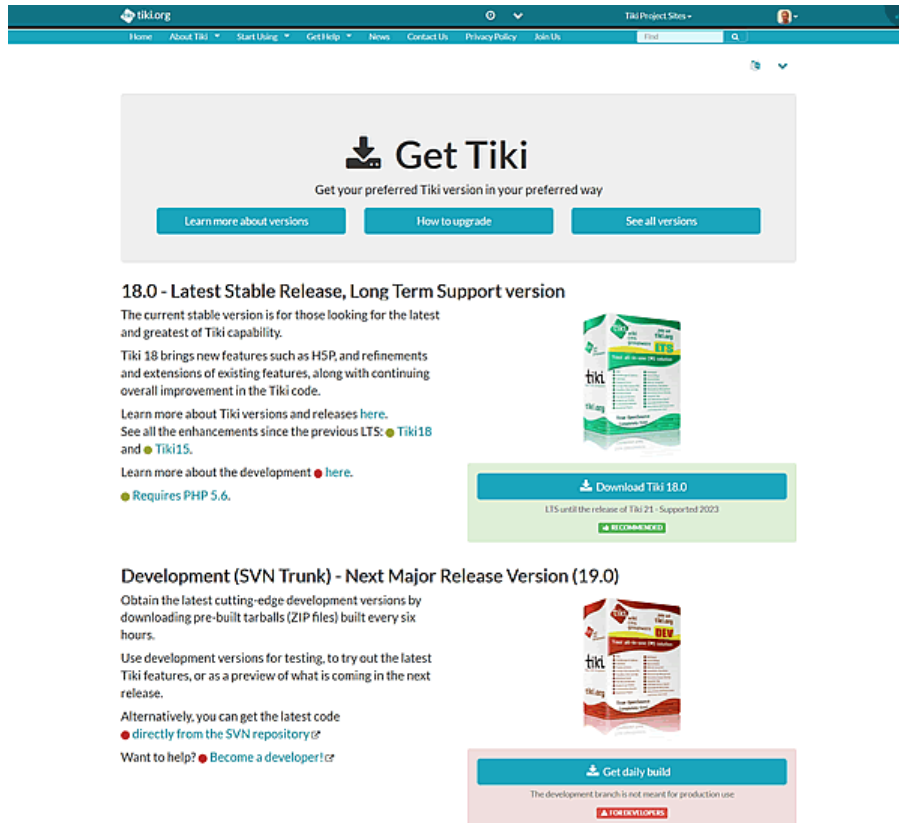 tiki.org
Tiki Project Sites
Home About Tiki Start Using Get Help News Contact Us Privacy Policy Join Us Find
Get Tiki
Get your preferred Tiki version in your preferred way
Learn more about versions How to upgrade See all versions
18.0 - Latest Stable Release, Long Term Support version
The current stable version is for those looking for the latest
and greatest of Tiki capability.
Tiki 18 brings new features such as H5P, and refinements
and extensions of existing features, along with continuing
overall improvement in the Tiki code.
Learn more about Tiki versions and releases here.
See all the enhancements since the previous LTS: Tiki18
and Tiki15.
Learn more about the development here.
Requires PHP 5.6.
tiki
LTS
tiki
tiki.org
Download Tiki 18.0
LTS until the release of Tiki 21 - Supported 2023
RECOMMENDED
Development (SVN Trunk) - Next Major Release Version (19.0)
Obtain the latest cutting-edge development versions by
downloading pre-built tarballs (ZIP files) built every six
hours.
Use development versions for testing, to try out the latest
Tiki features, or as a preview of what is coming in the next
release.
Alternatively, you can get the latest code
directly from the SVN repository
Want to help? Become a developer!
tiki
DEV
tiki
tiki.org
Get daily build
The development branch is not meant for production use
FOR DEVELOPERS